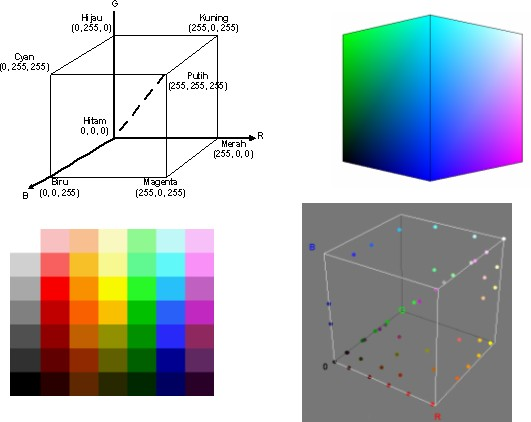 G
Hijau
(0,255,0)
Kuning
(255,0,255)
Cyan
(0,255,255)
Putih
(255,255,255)
Hitam
0,0,0)
R
Merah
(255,0,0)
Biru
(0,0,255)
Magenta
(255,0,255)
B
B
G
0
R